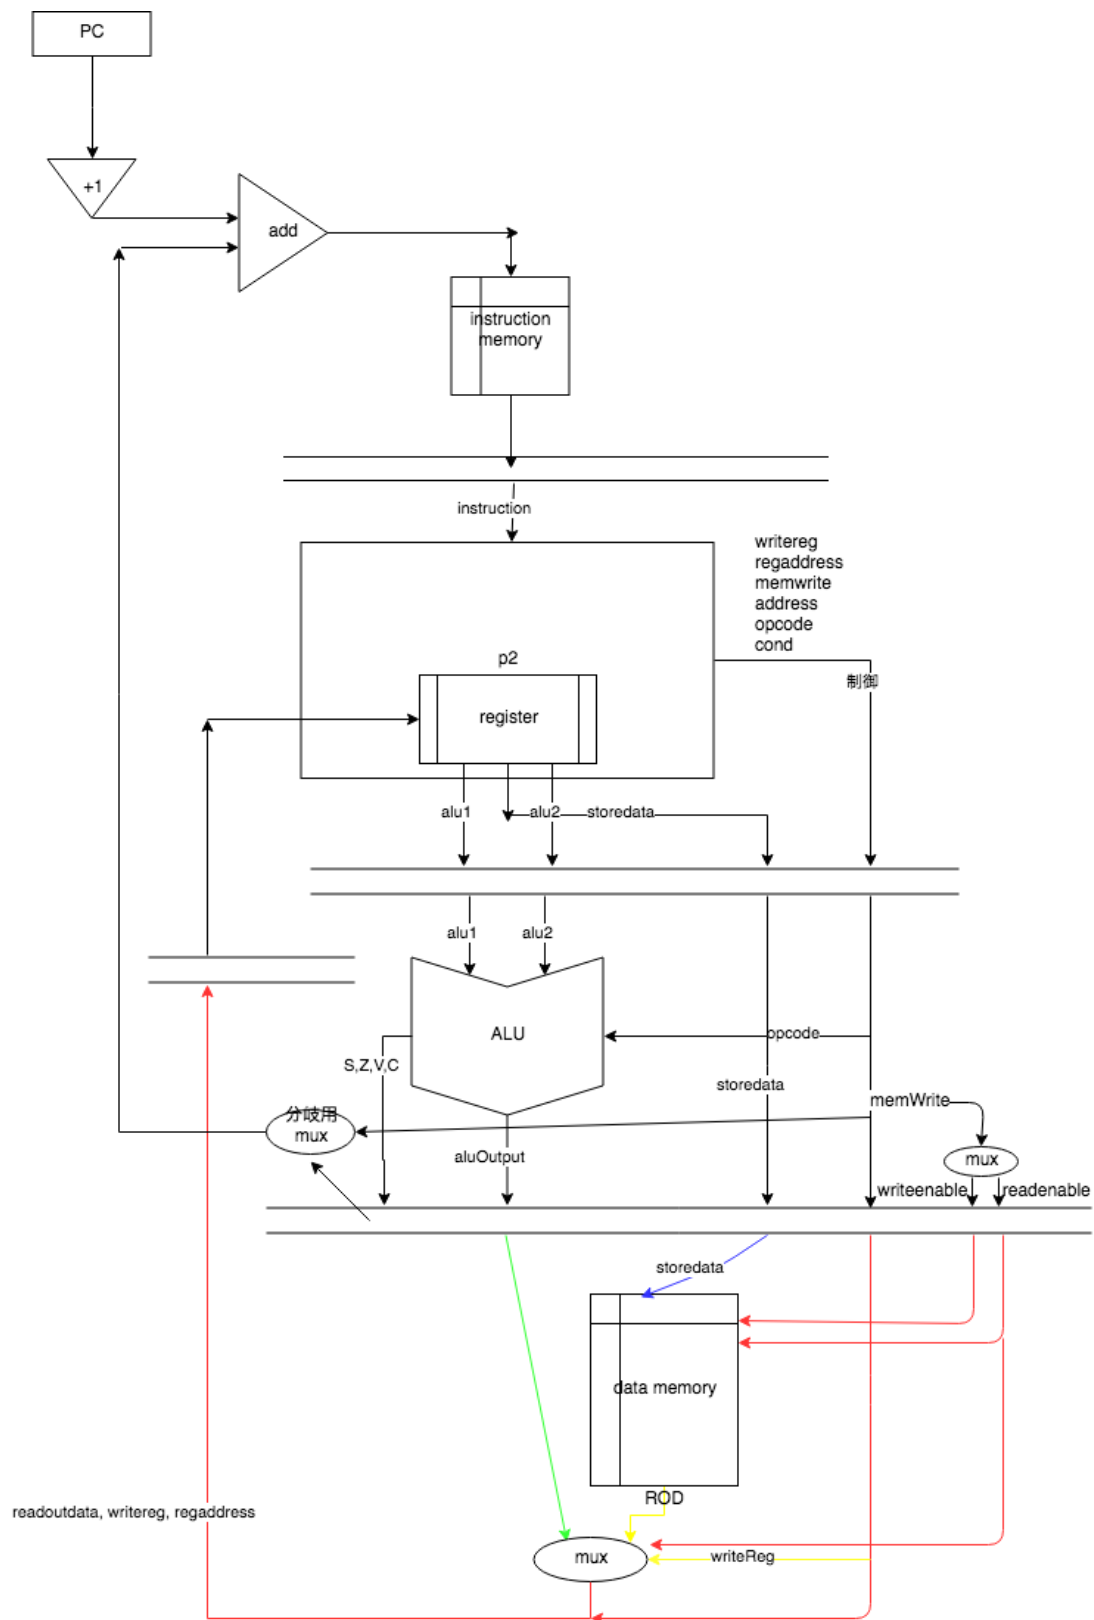 PC
+1
add
instruction
memory
instruction
writereg
regaddress
memwrite
address
opcode
cond
制御
p2
register
alu1
alu2
storedata
alu1
alu2
ALU
opcode
S,Z,V,C
storedata
memWrite
分岐用
mux
aluOutput
mux
writeenable
readenable
storedata
data memory
ROD
readoutdata, writereg, regaddress
mux
writeReg